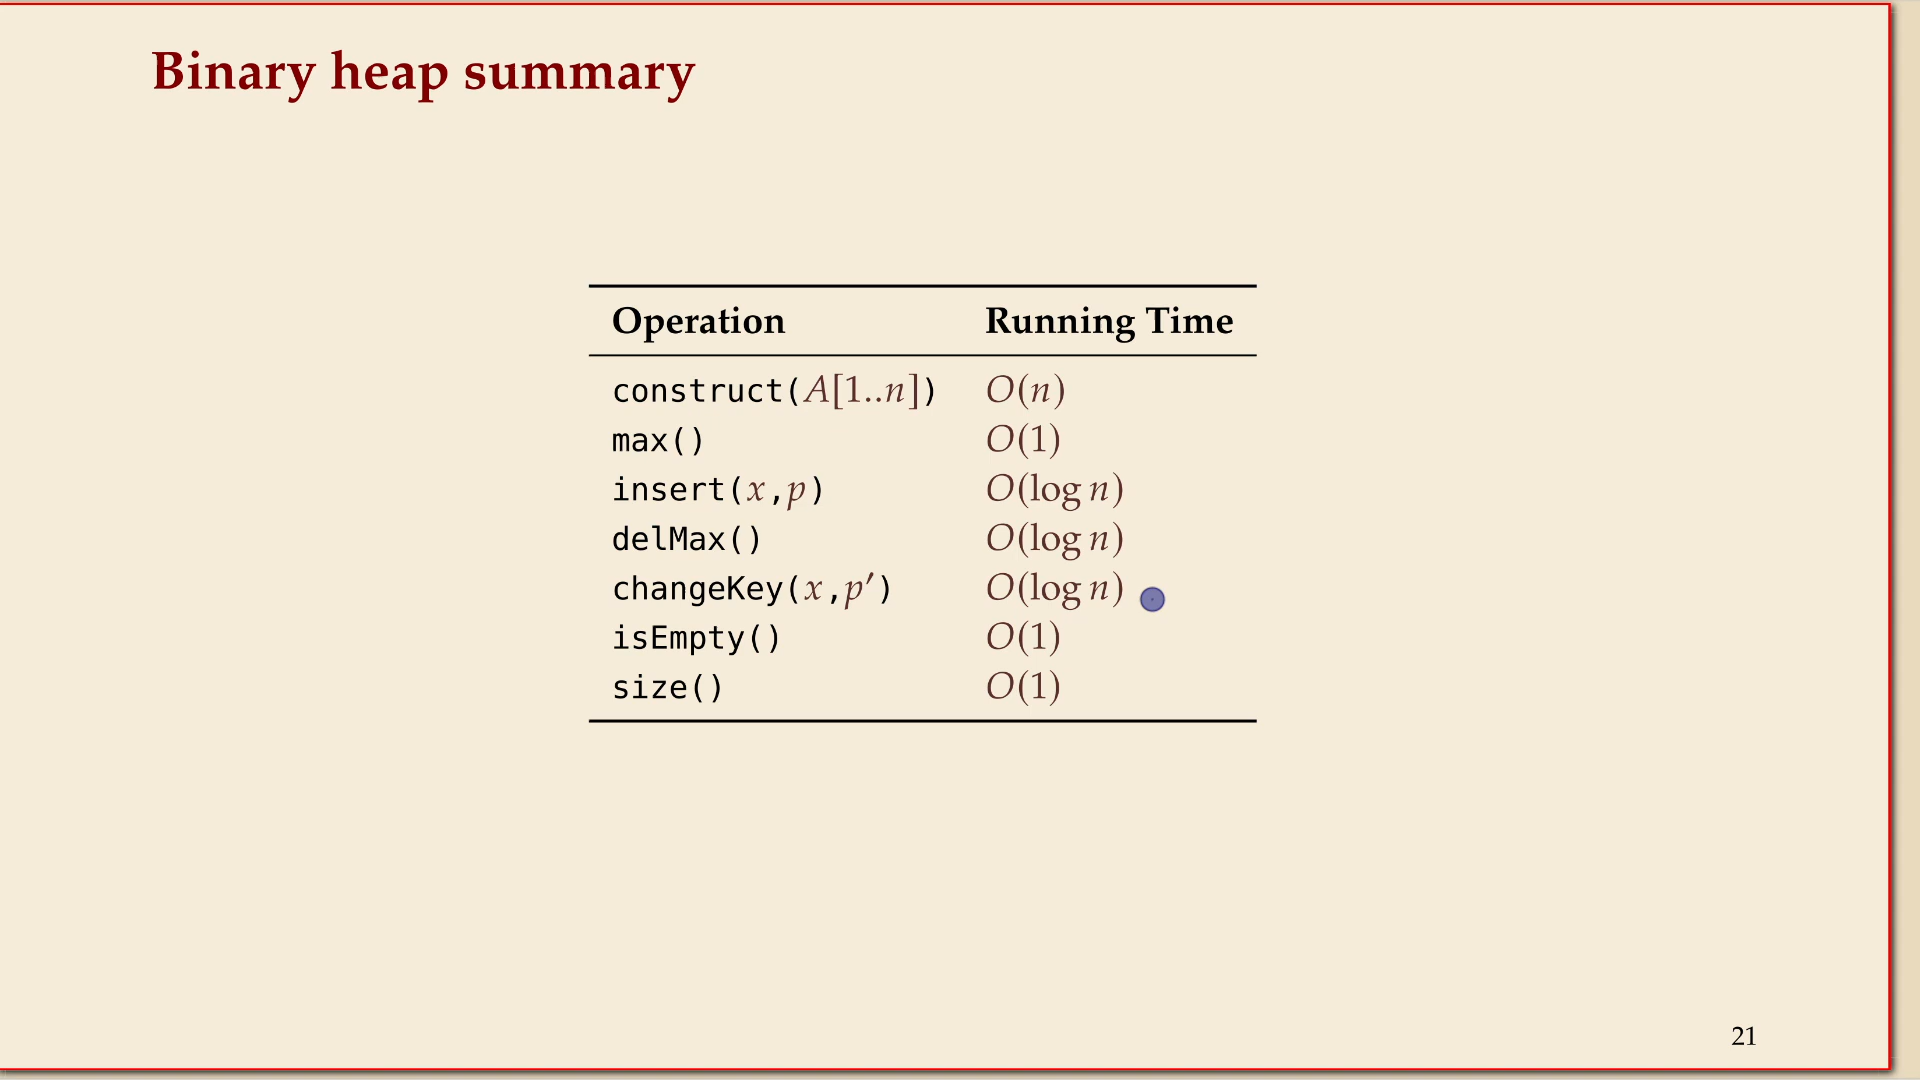 Binary heap summary
Operation Running Time
construct(A[1..n]) O(n)
max() O(1)
insert(x,p) O(log n)
delMax() O(log n)
changeKey(x,p′) O(log n)
isEmpty() O(1)
size() O(1)
21